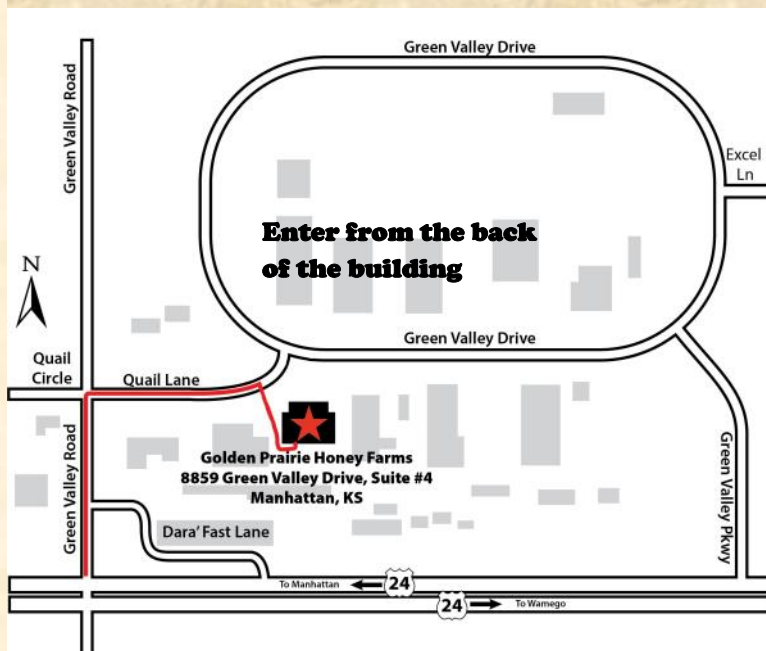 Green Valley Drive
Green Valley Road
Excel
Ln
Enter from the back
of the building
N
Green Valley Drive
Quail
Circle
Quail Lane
Golden Prairie Honey Farms
8859 Green Valley Drive, Suite #4
Manhattan, KS
Green Valley Road
Green Valley Pkwy
Dara' Fast Lane
To Manhattan
24
24
To Wamego